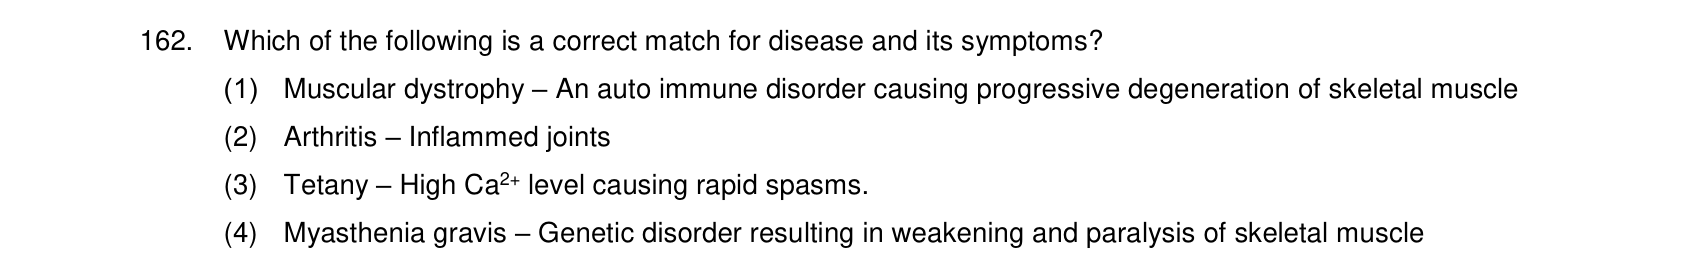 162. Which of the following is a correct match for disease and its symptoms?
(1) Muscular dystrophy – An auto immune disorder causing progressive degeneration of skeletal muscle
(2) Arthritis – Inflammed joints
(3) Tetany – High Ca²⁺ level causing rapid spasms.
(4) Myasthenia gravis – Genetic disorder resulting in weakening and paralysis of skeletal muscle